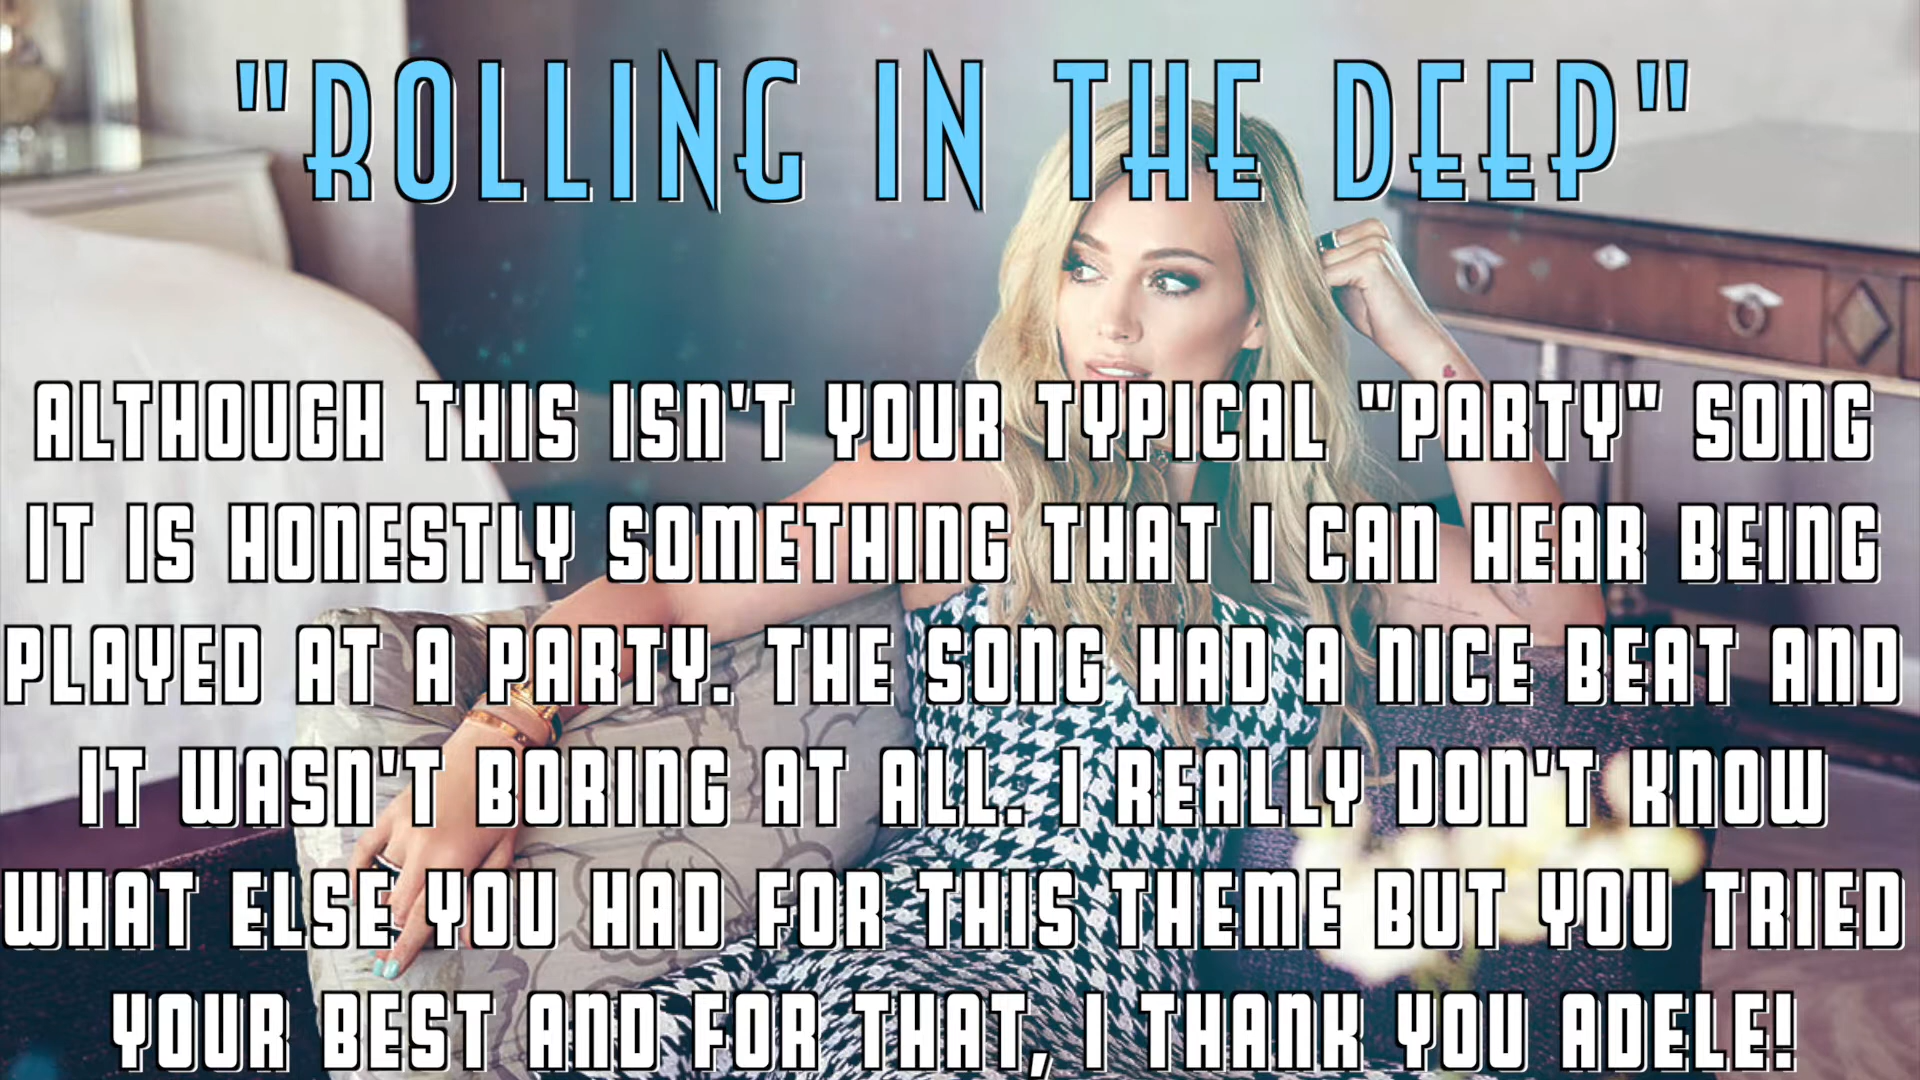 "ROLLING IN THE DEEP"
ALTHOUGH THIS ISN'T YOUR TYPICAL "PARTY" SONG
IT IS HONESTLY SOMETHING THAT I CAN HEAR BEING
PLAYED AT A PARTY. THE SONG HAD A NICE BEAT AND
IT WASN'T BORING AT ALL. I REALLY DON'T KNOW
WHAT ELSE YOU HAD FOR THIS THEME BUT YOU TRIED
YOUR BEST AND FOR THAT, I THANK YOU ADELE!